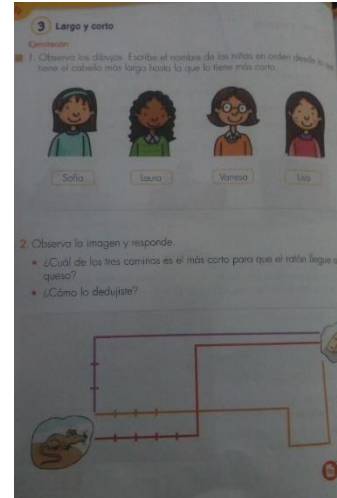 3 Largo y corto
Ejercitación
1. Observa los dibujos. Escribe el nombre de las niñas en orden desde la
tiene el cabello más largo hasta la que lo tiene más corto.
Sofía Laura Vanesa Lisa
2. Observa la imagen y responde.
• ¿Cuál de los tres caminos es el más corto para que el ratón llegue
queso?
• ¿Cómo lo dedujiste?